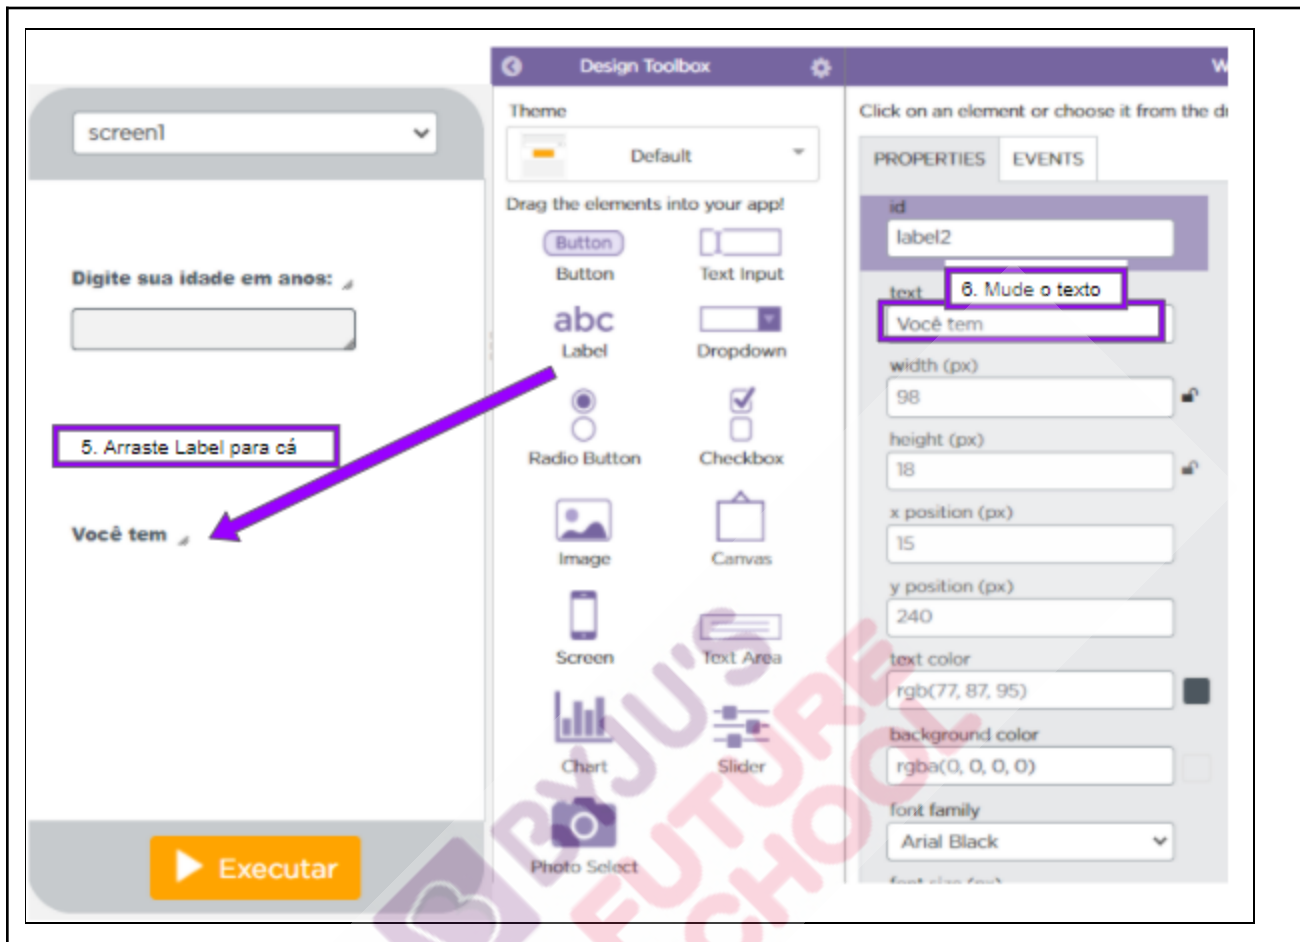 Design Toolbox
W
screen1
Theme
Default
Drag the elements into your app!
Button
Button
Text Input
abc
Label
Dropdown
Radio Button
Checkbox
Image
Canvas
Screen
Text Area
Chart
Slider
Photo Select
Digite sua idade em anos:
5. Arraste Label para cá
Você tem
Executar
Click on an element or choose it from the
PROPERTIES
EVENTS
id
label2
6. Mude o texto
text
Você tem
width (px)
98
height (px)
18
x position (px)
15
y position (px)
240
text color
rgb(77, 87, 95)
background color
rgba(0, 0, 0, 0)
font family
Arial Black
font size (px)
BYJU'S
FUTURE
SCHOOL